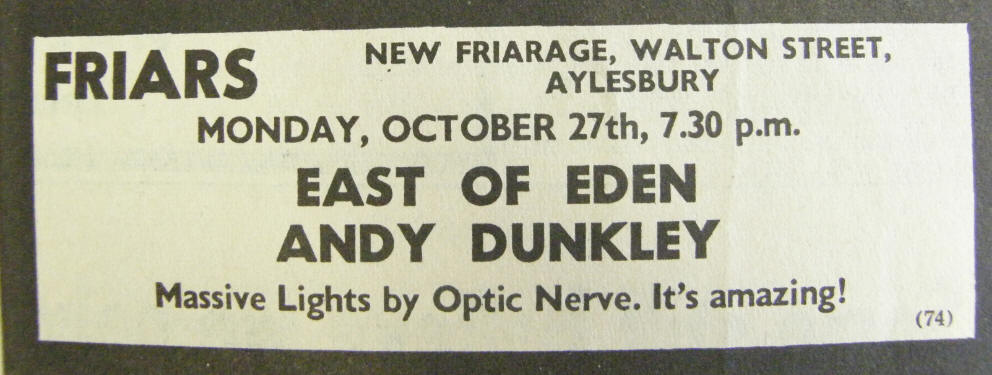 FRIARS
NEW FRIARAGE, WALTON STREET,
AYLESBURY
MONDAY, OCTOBER 27th, 7.30 p.m.
EAST OF EDEN
ANDY DUNKLEY
Massive Lights by Optic Nerve. It's amazing!
(74)